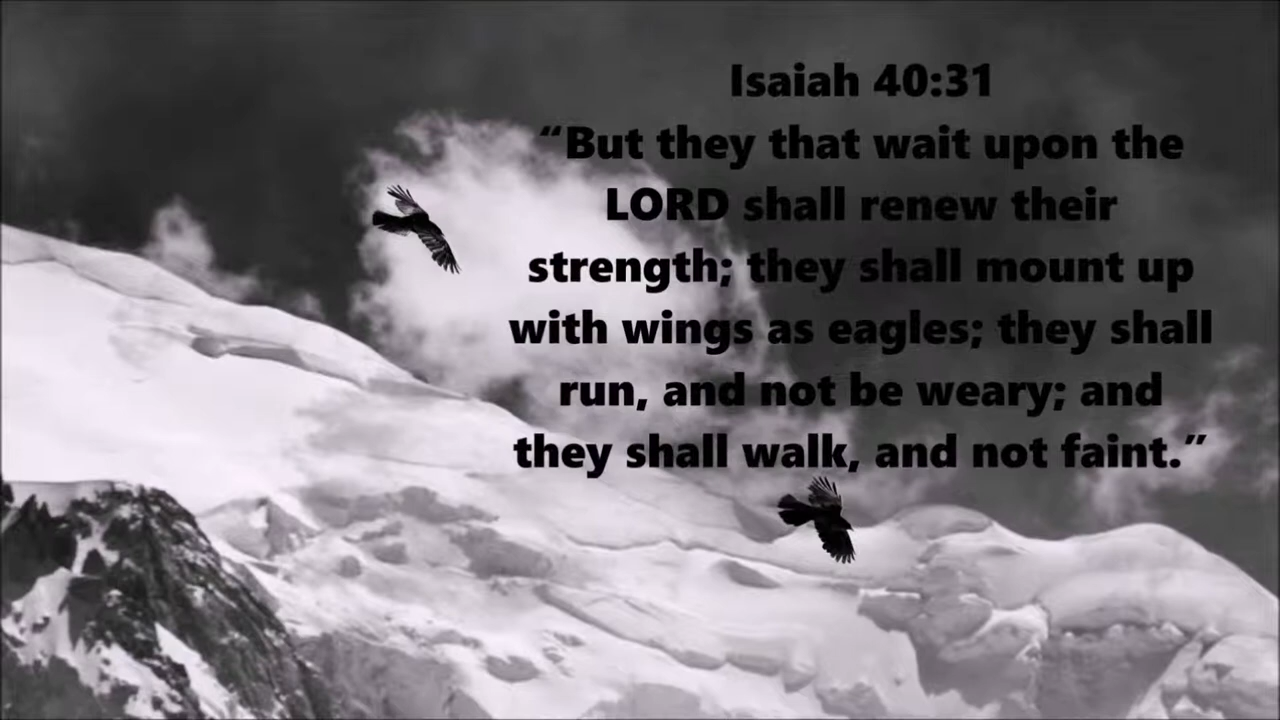 Isaiah 40:31
“But they that wait upon the
LORD shall renew their
strength; they shall mount up
with wings as eagles; they shall
run, and not be weary; and
they shall walk, and not faint.”